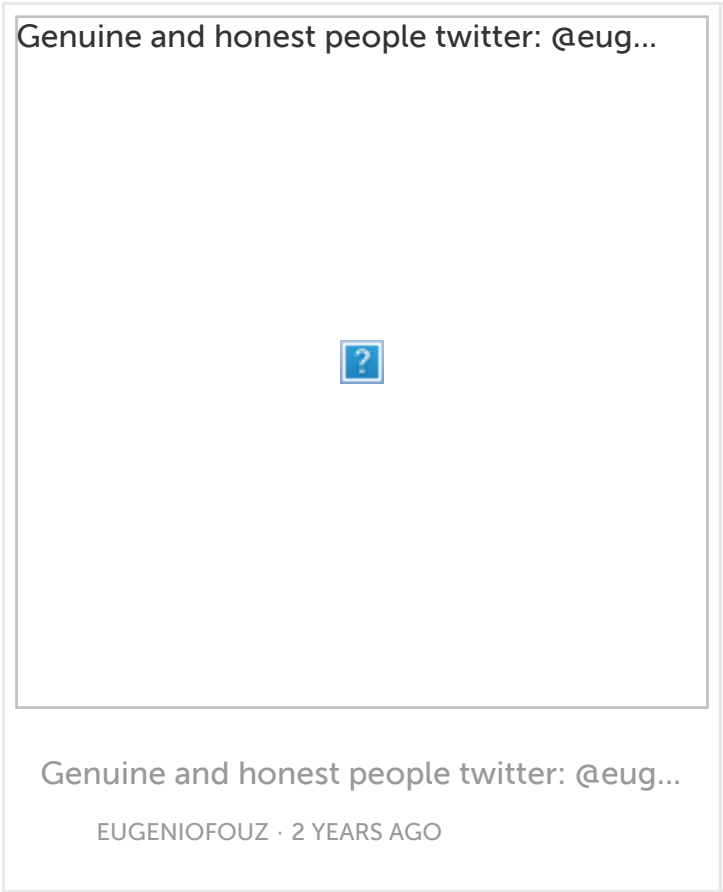 Genuine and honest people twitter: @eug...
?
Genuine and honest people twitter: @eug...
EUGENIOFOUZ · 2 YEARS AGO